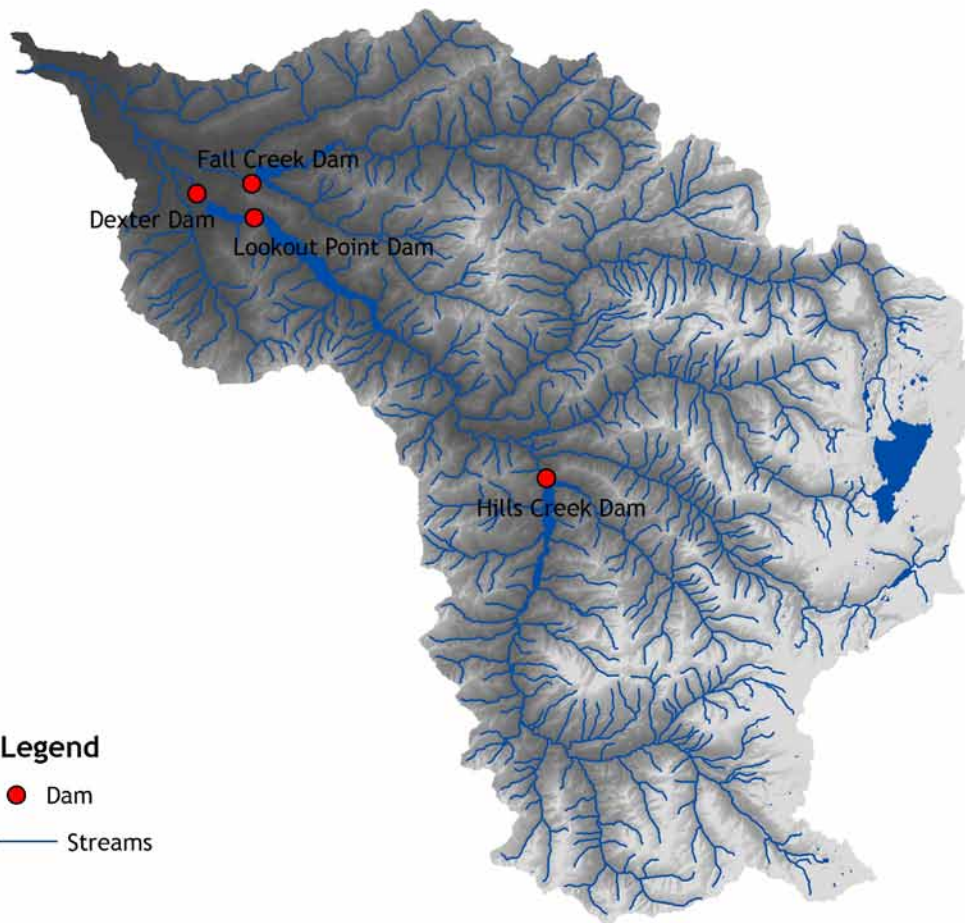 Fall Creek Dam
Dexter Dam
Lookout Point Dam
Hills Creek Dam
Legend
Dam
Streams